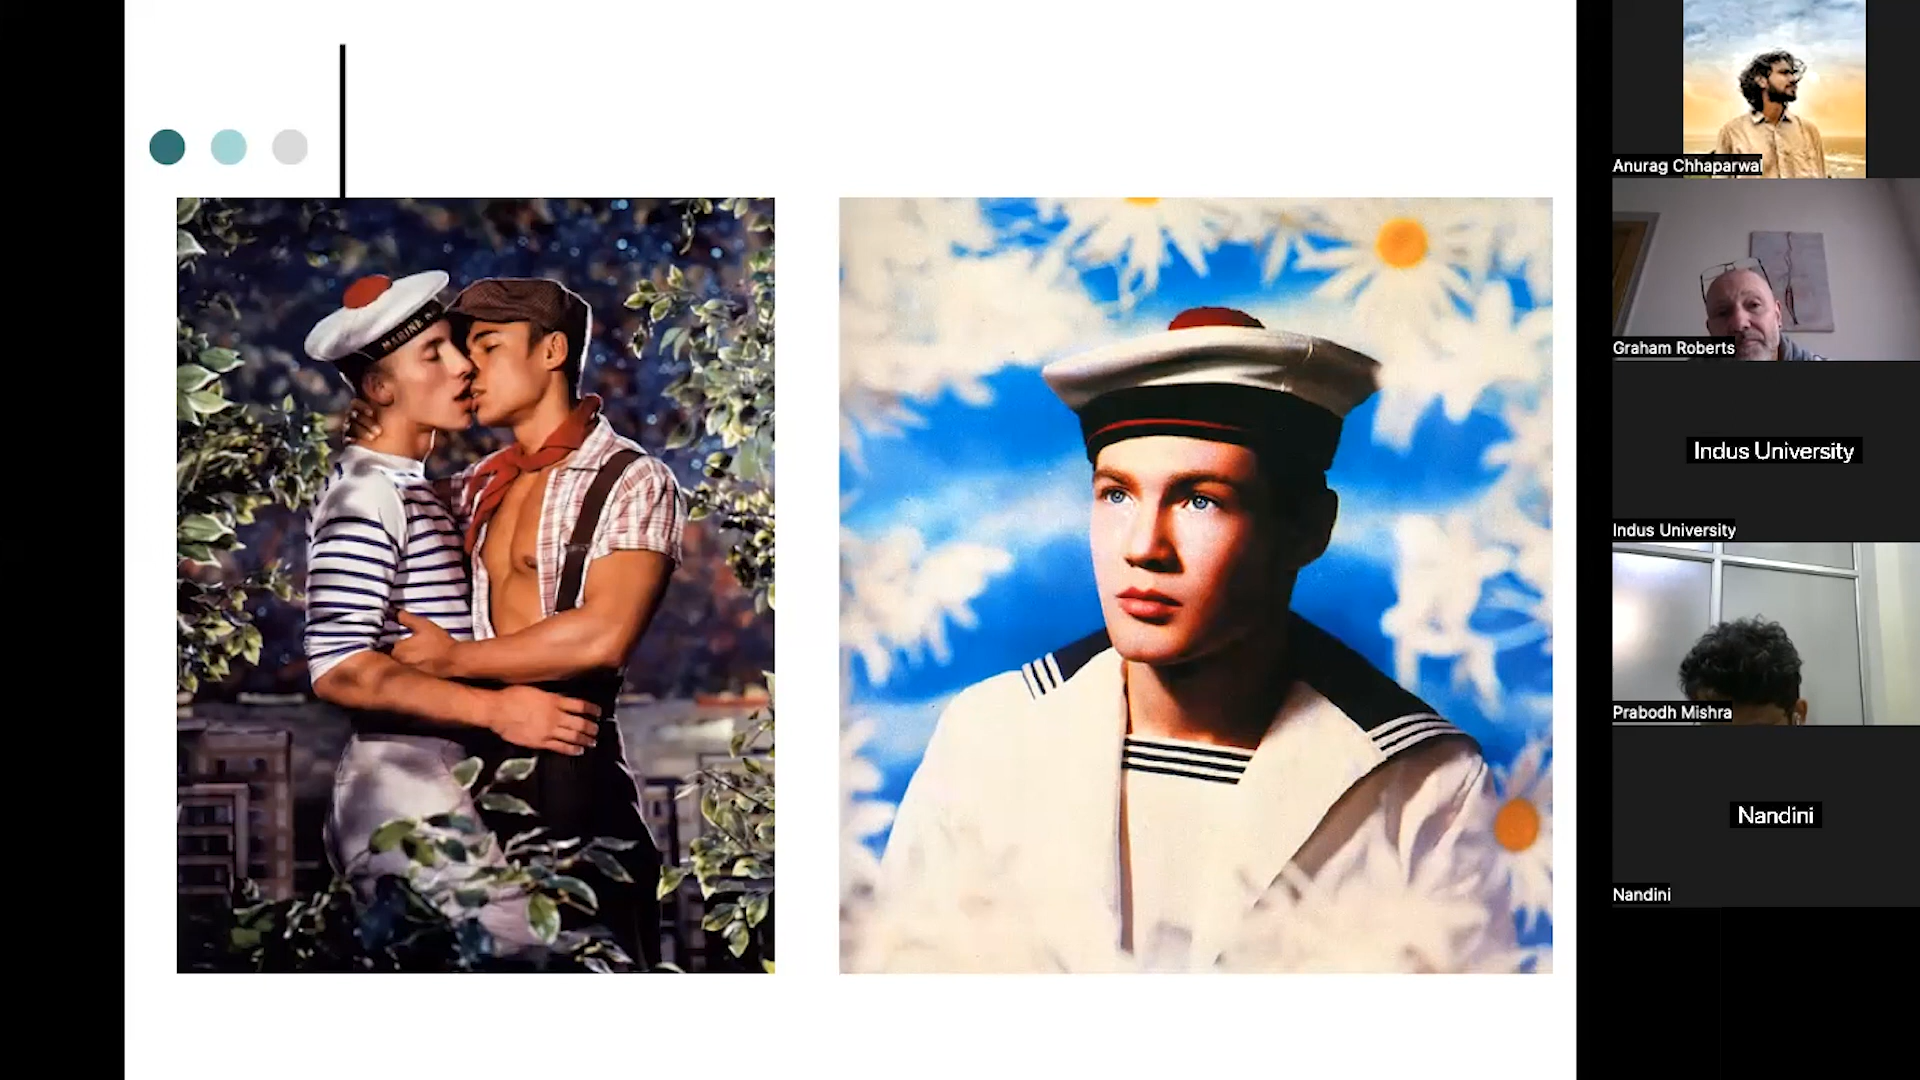 MARINE
Anurag Chhaparwal
Graham Roberts
Indus University
Indus University
Prabodh Mishra
Nandini
Nandini